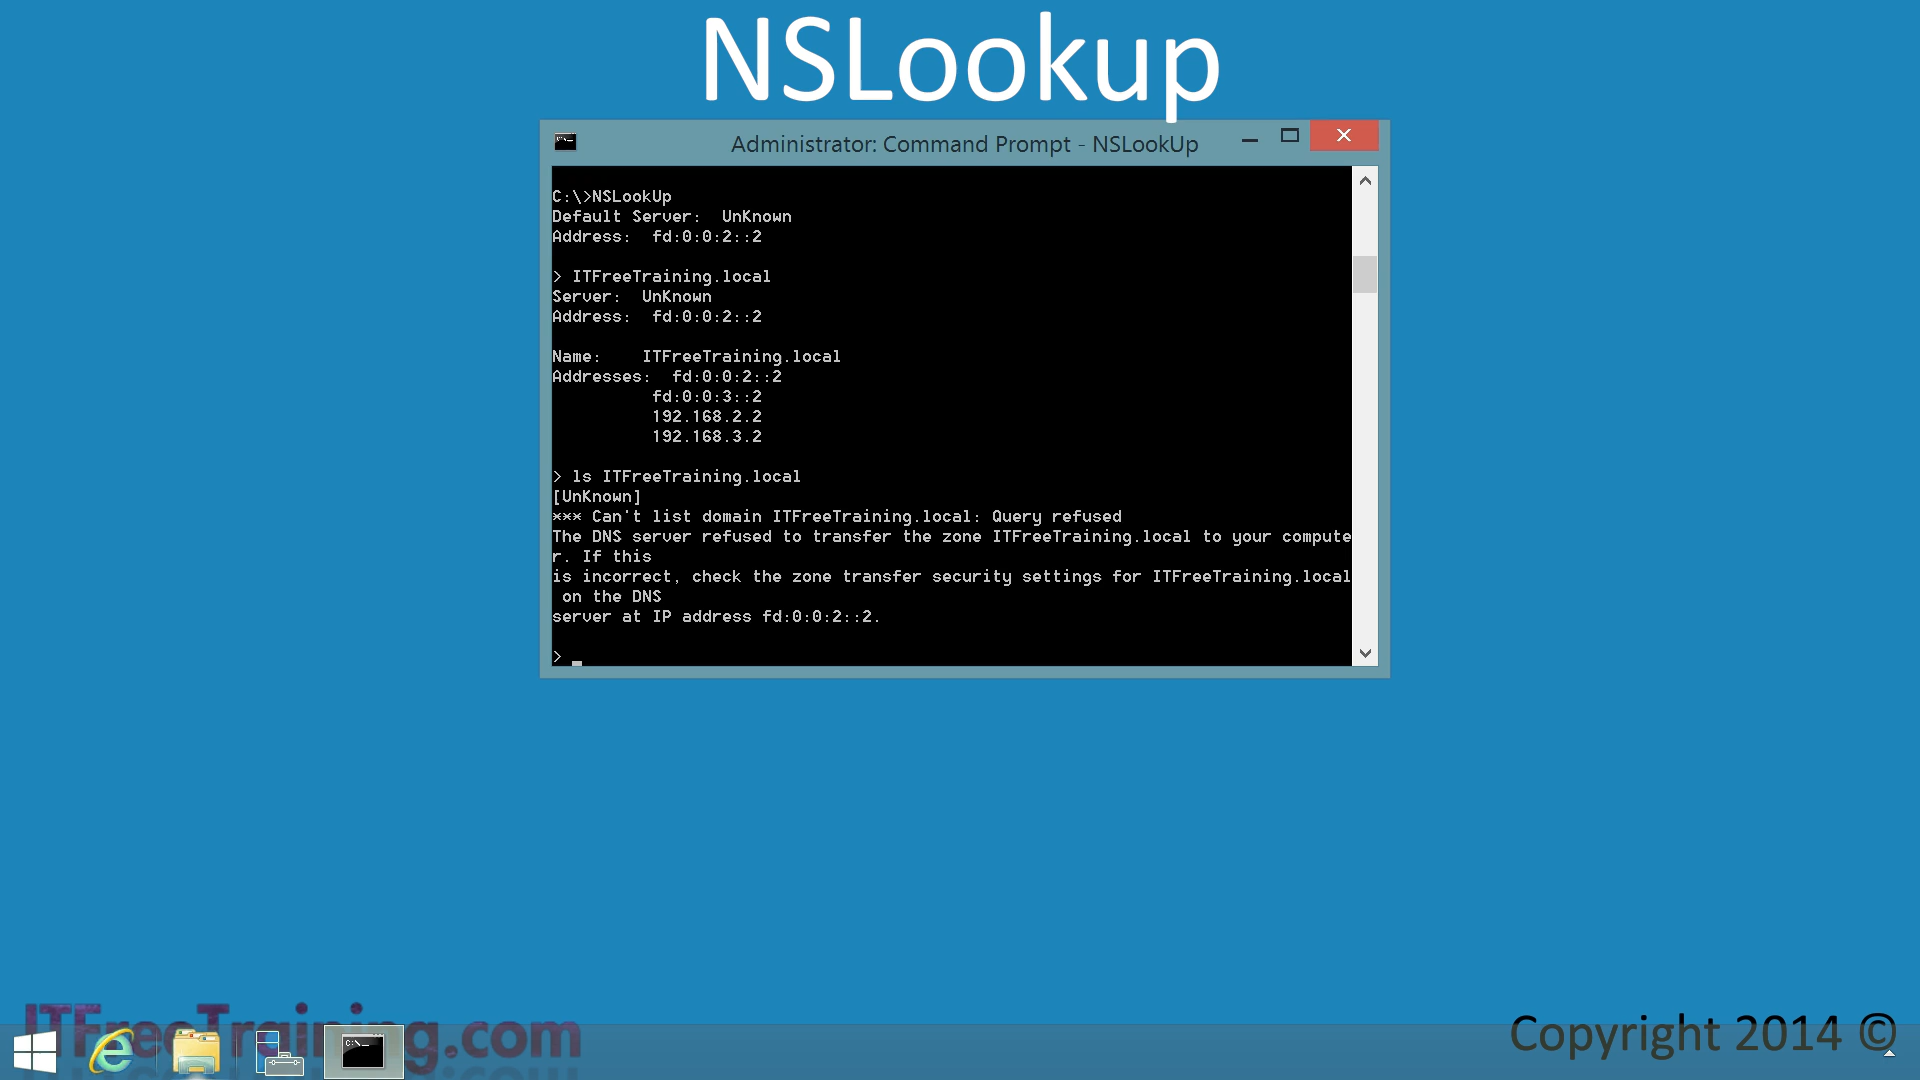 NSLookup
Administrator: Command Prompt - NSLookUp
C:\>NSLookUp
Default Server:  UnKnown
Address:  fd:0:0:2::2
> ITFreeTraining.local
Server:  UnKnown
Address:  fd:0:0:2::2
Name:    ITFreeTraining.local
Addresses:  fd:0:0:2::2
fd:0:0:3::2
192.168.2.2
192.168.3.2
> ls ITFreeTraining.local
[UnKnown]
*** Can't list domain ITFreeTraining.local: Query refused
The DNS server refused to transfer the zone ITFreeTraining.local to your compute
r. If this
is incorrect, check the zone transfer security settings for ITFreeTraining.local
on the DNS
server at IP address fd:0:0:2::2.
>
ITFreeTraining.com
Copyright 2014 ©